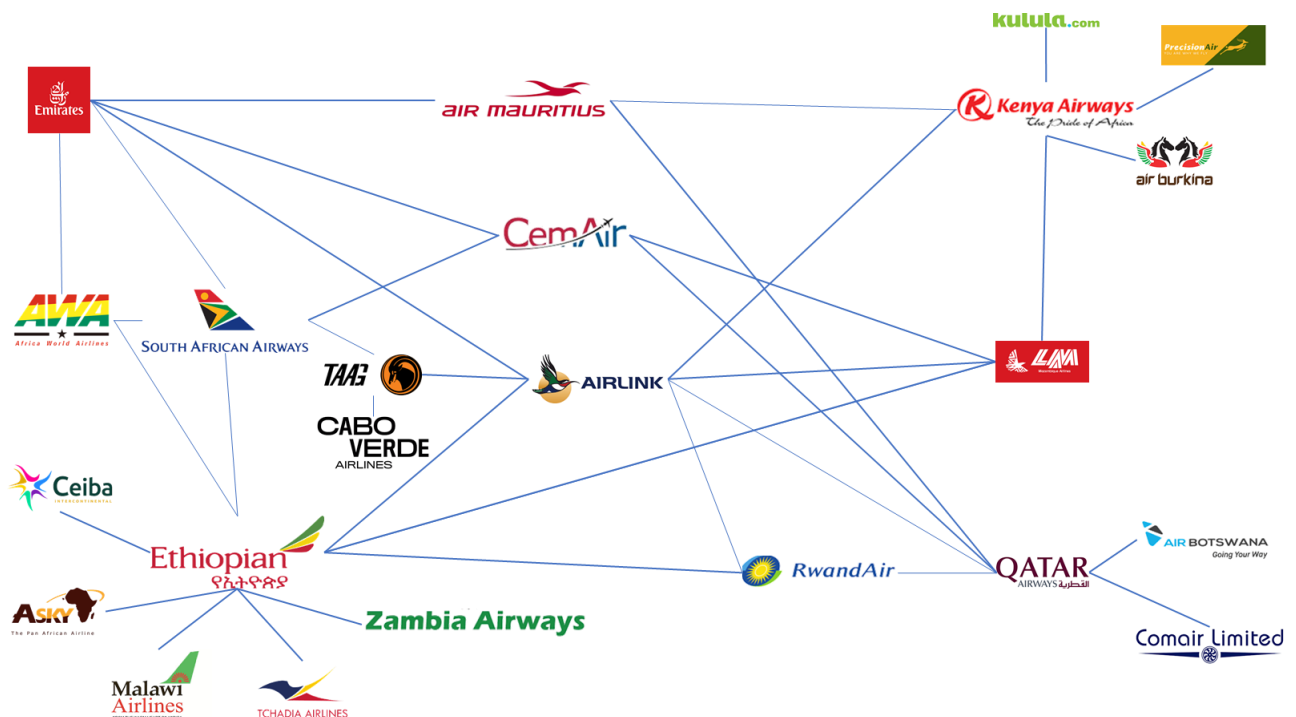 kulula.com
PrecisionAir
Emirates
AIR MAURITIUS
Kenya Airways
The Pride of Africa
air burkina
CemAir
AWA
Africa World Airlines
SOUTH AFRICAN AIRWAYS
TAAG
AIRLINK
LAM
CABO
VERDE
AIRLINES
Ceiba
INTERCONTINENTAL
Ethiopian
የኢትዮጵያ
RwandAir
QATAR
AIRWAYS القطرية
AIR BOTSWANA
Going Your Way
ASKY
The Pan African Airline
Zambia Airways
Comair Limited
Malawi
Airlines
TCHADIA AIRLINES